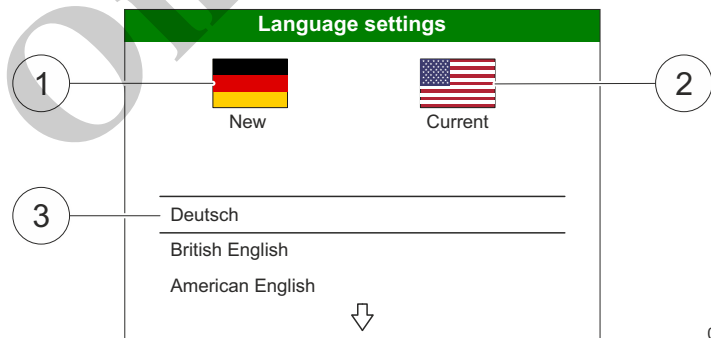 Language settings
1
2
New
Current
3
Deutsch
British English
American English